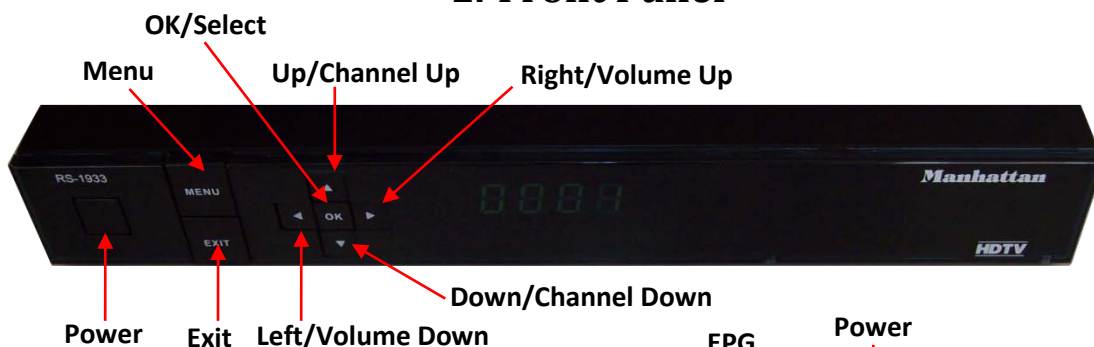 OK/Select
Menu
Up/Channel Up
Right/Volume Up
RS-1933
MENU
OK
EXIT
0001
Manhattan
HDTV
Down/Channel Down
Power
Exit
Left/Volume Down
EPG
Power